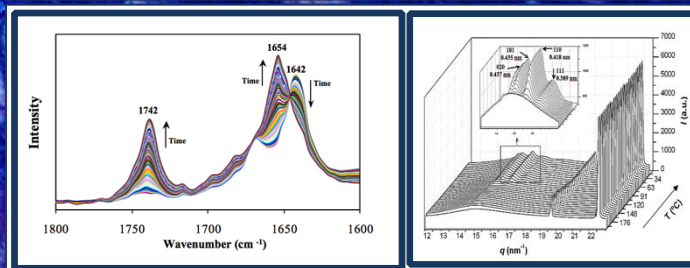 1742
Time
1654
1642
Time
Time
Intensity
1800
1750
1700
1650
1600
Wavenumber (cm -1)
7000
6000
5000
4000
3000
2000
1000
0
I (a.u.)
101
0.435 nm
110
0.418 nm
020
0.437 nm
111
0.389 nm
34
63
91
120
148
176
T (ºC)
12 13 14 15 16 17 18 19 20 21 22
q (nm-1)